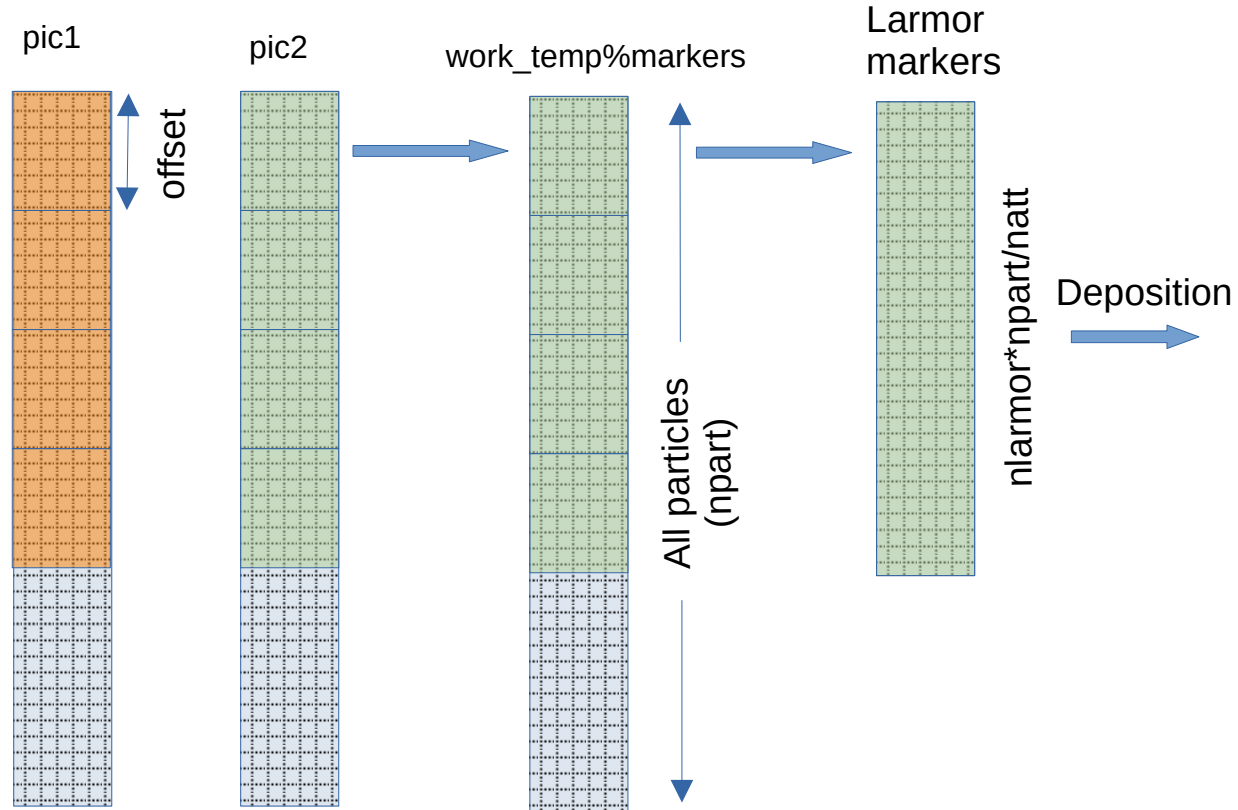 pic1
pic2
work_temp%markers
Larmor
markers
offset
All particles
(npart)
nlarmor*npart/natt
Deposition